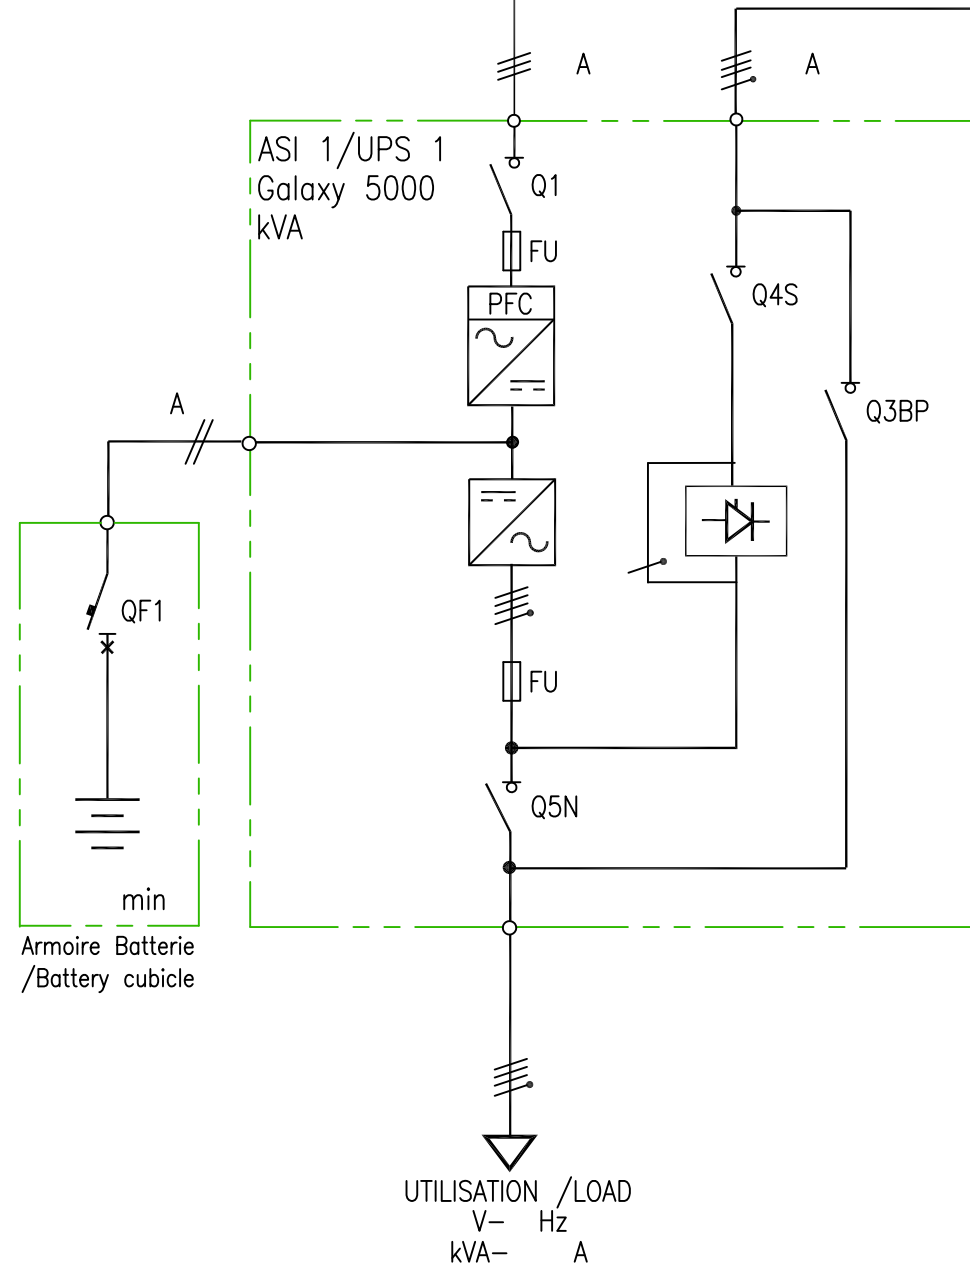 A
A
ASI 1/UPS 1
Galaxy 5000
kVA
Q1
FU
PFC
Q4S
A
Q3BP
QF1
FU
Q5N
min
Armoire Batterie
/Battery cubicle
UTILISATION /LOAD
V- Hz
kVA- A